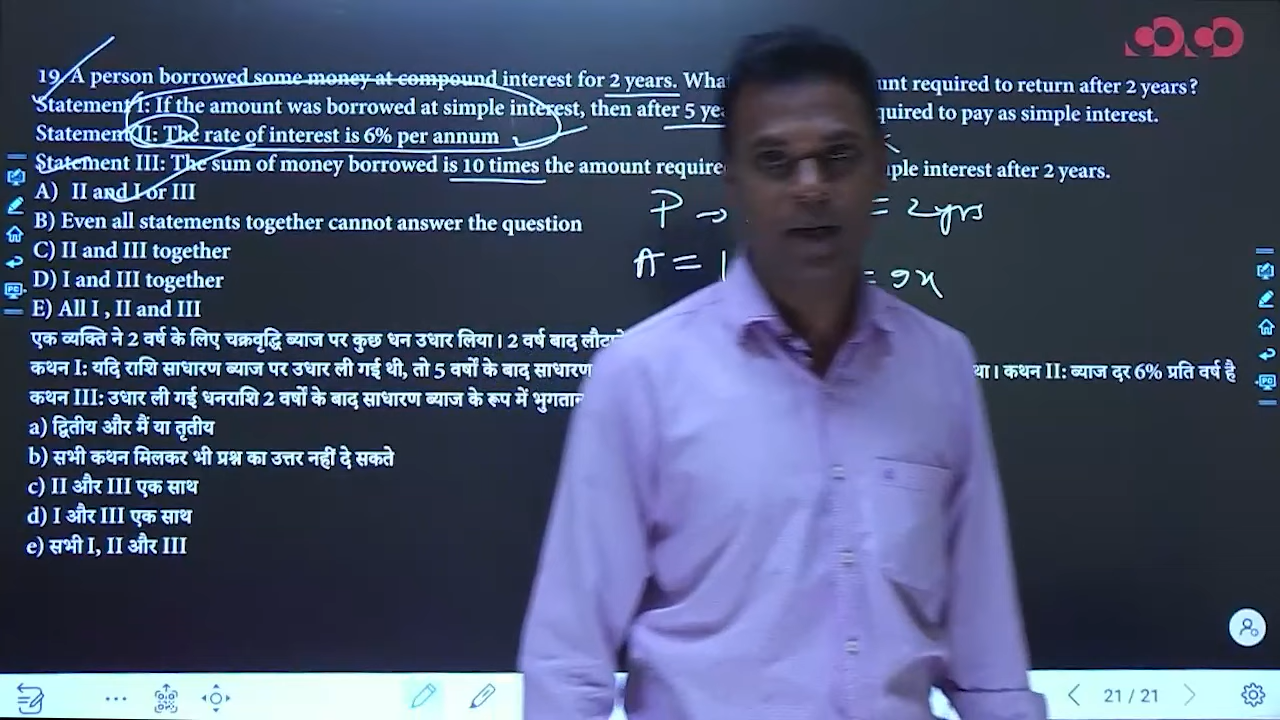 19. A person borrowed some money at compound interest for 2 years. required to return after 2 years?
Statement I: If the amount was borrowed at simple interest, then after 5 required to pay as simple interest.
Statement II: The rate of interest is 6% per annum
Statement III: The sum of money borrowed is 10 times the amount interest after 2 years.
A) II and I or III
B) Even all statements together cannot answer the question
C) II and III together
D) I and III together
E) All I , II and III
P → = 2yrs
A = = 9x
एक व्यक्ति ने 2 वर्ष के लिए चक्रवृद्धि ब्याज पर कुछ धन उधार लिया। 2 वर्ष बाद
कथन I: यदि राशि साधारण ब्याज पर उधार ली गई थी, तो 5 वर्षों के बाद साधारण था। कथन II: ब्याज दर 6% प्रति वर्ष है
कथन III: उधार ली गई धनराशि 2 वर्षों के बाद साधारण ब्याज के रूप में
a) द्वितीय और मैं या तृतीय
b) सभी कथन मिलकर भी प्रश्न का उत्तर नहीं दे सकते
c) II और III एक साथ
d) I और III एक साथ
e) सभी I, II और III
21 / 21